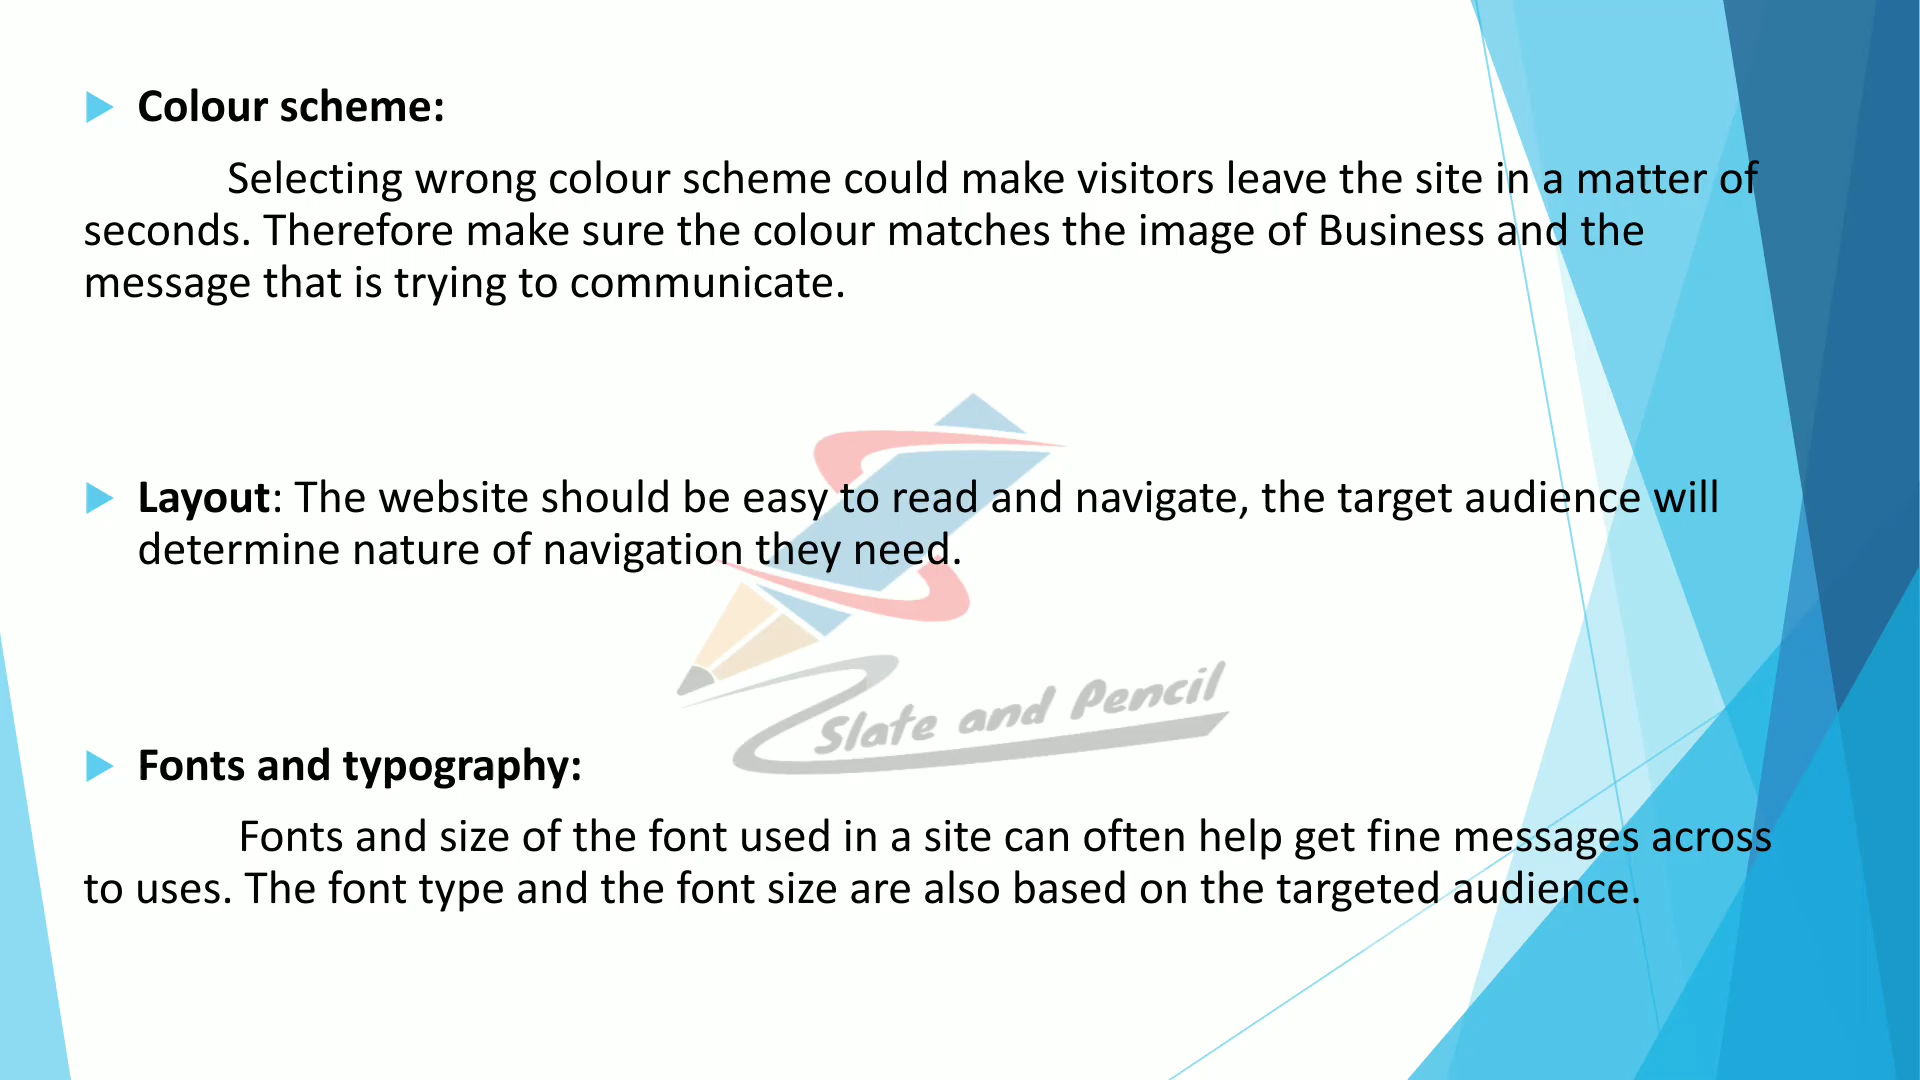 Colour scheme:
Selecting wrong colour scheme could make visitors leave the site in a matter of
seconds. Therefore make sure the colour matches the image of Business and the
message that is trying to communicate.
Layout: The website should be easy to read and navigate, the target audience will
determine nature of navigation they need.
Slate and Pencil
Fonts and typography:
Fonts and size of the font used in a site can often help get fine messages across
to uses. The font type and the font size are also based on the targeted audience.